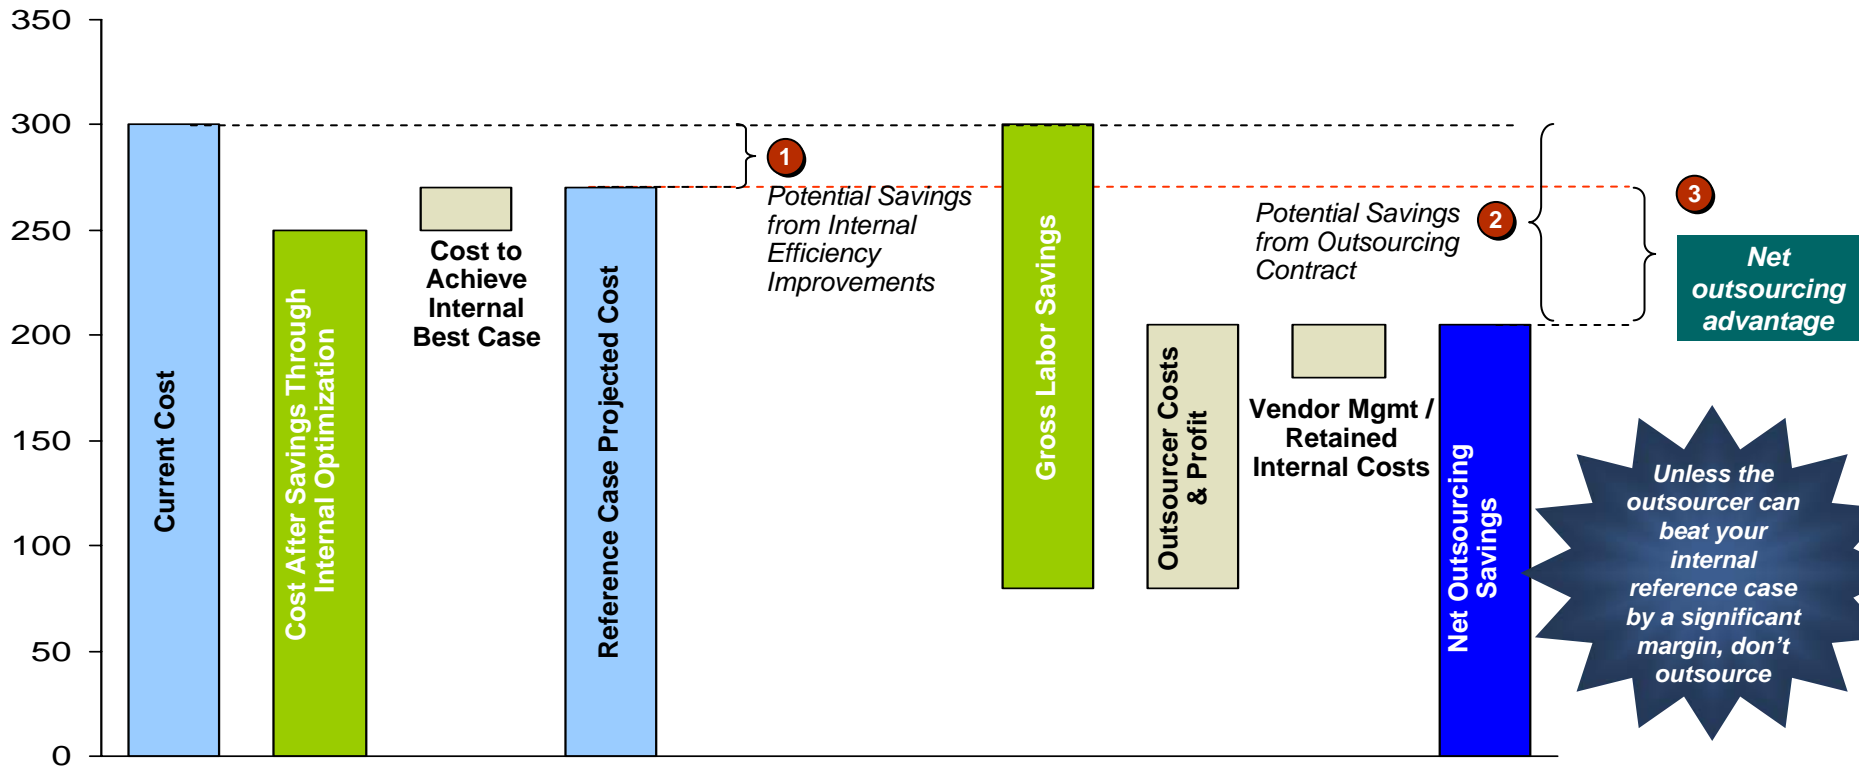 350
300
250
200
150
100
50
0
Current Cost
Cost After Savings Through
Internal Optimization
Cost to
Achieve
Internal
Best Case
Reference Case Projected Cost
1
Potential Savings
from Internal
Efficiency
Improvements
Gross Labor Savings
Outsourcer Costs
& Profit
Vendor Mgmt /
Retained
Internal Costs
Potential Savings
from Outsourcing
Contract
2
Net Outsourcing
Savings
3
Net
outsourcing
advantage
Unless the
outsourcer can
beat your
internal
reference case
by a significant
margin, don’t
outsource